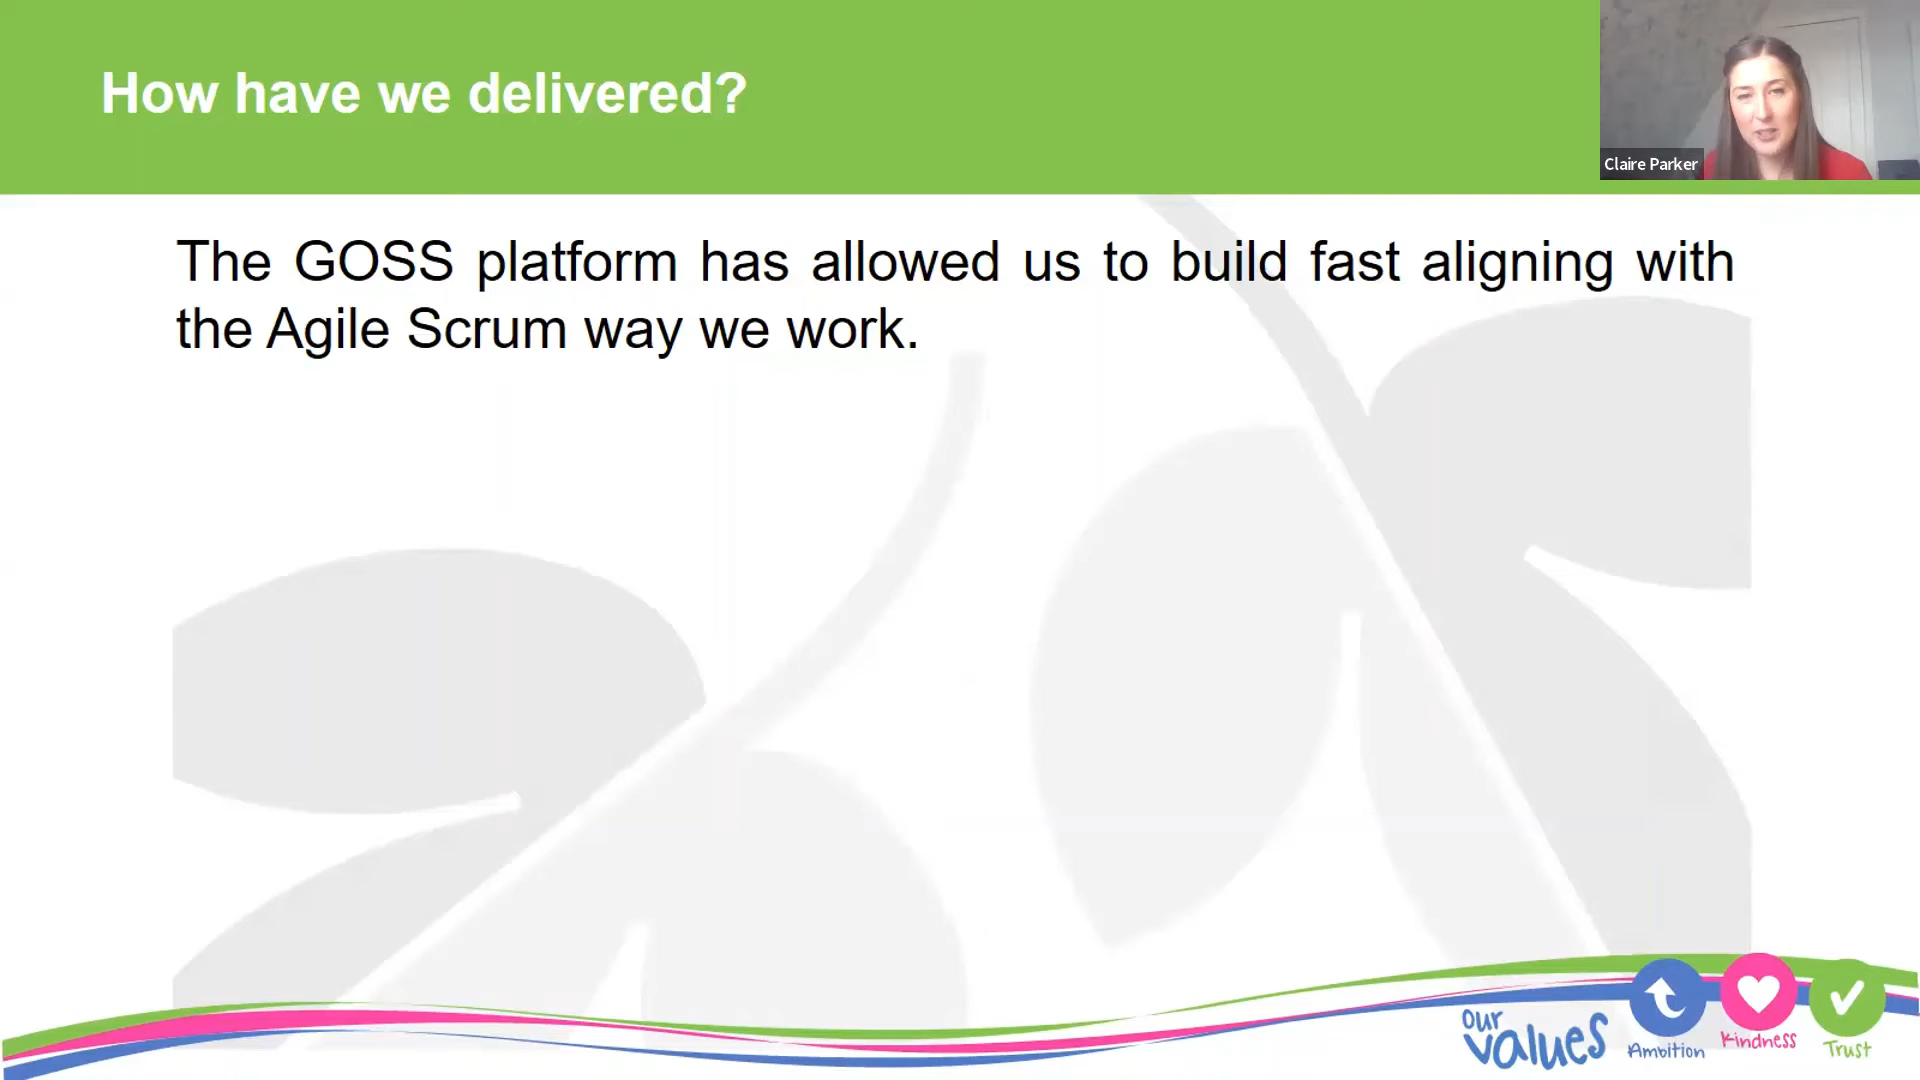 How have we delivered?
Claire Parker
The GOSS platform has allowed us to build fast aligning with
the Agile Scrum way we work.
our
values
Ambition
Kindness
Trust